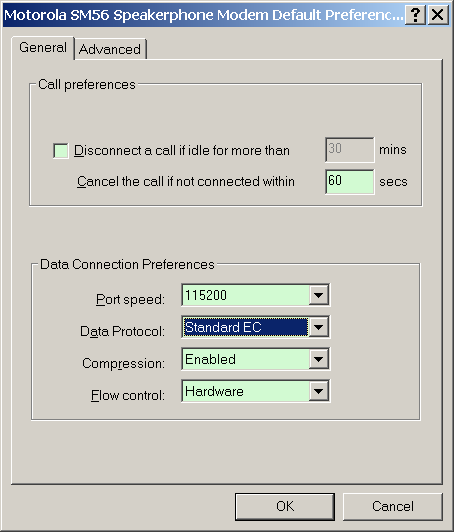 Motorola SM56 Speakerphone Modem Default Preferenc...
General Advanced
Call preferences
Disconnect a call if idle for more than 30 mins
Cancel the call if not connected within 60 secs
Data Connection Preferences
Port speed: 115200
Data Protocol: Standard EC
Compression: Enabled
Flow control: Hardware
OK Cancel